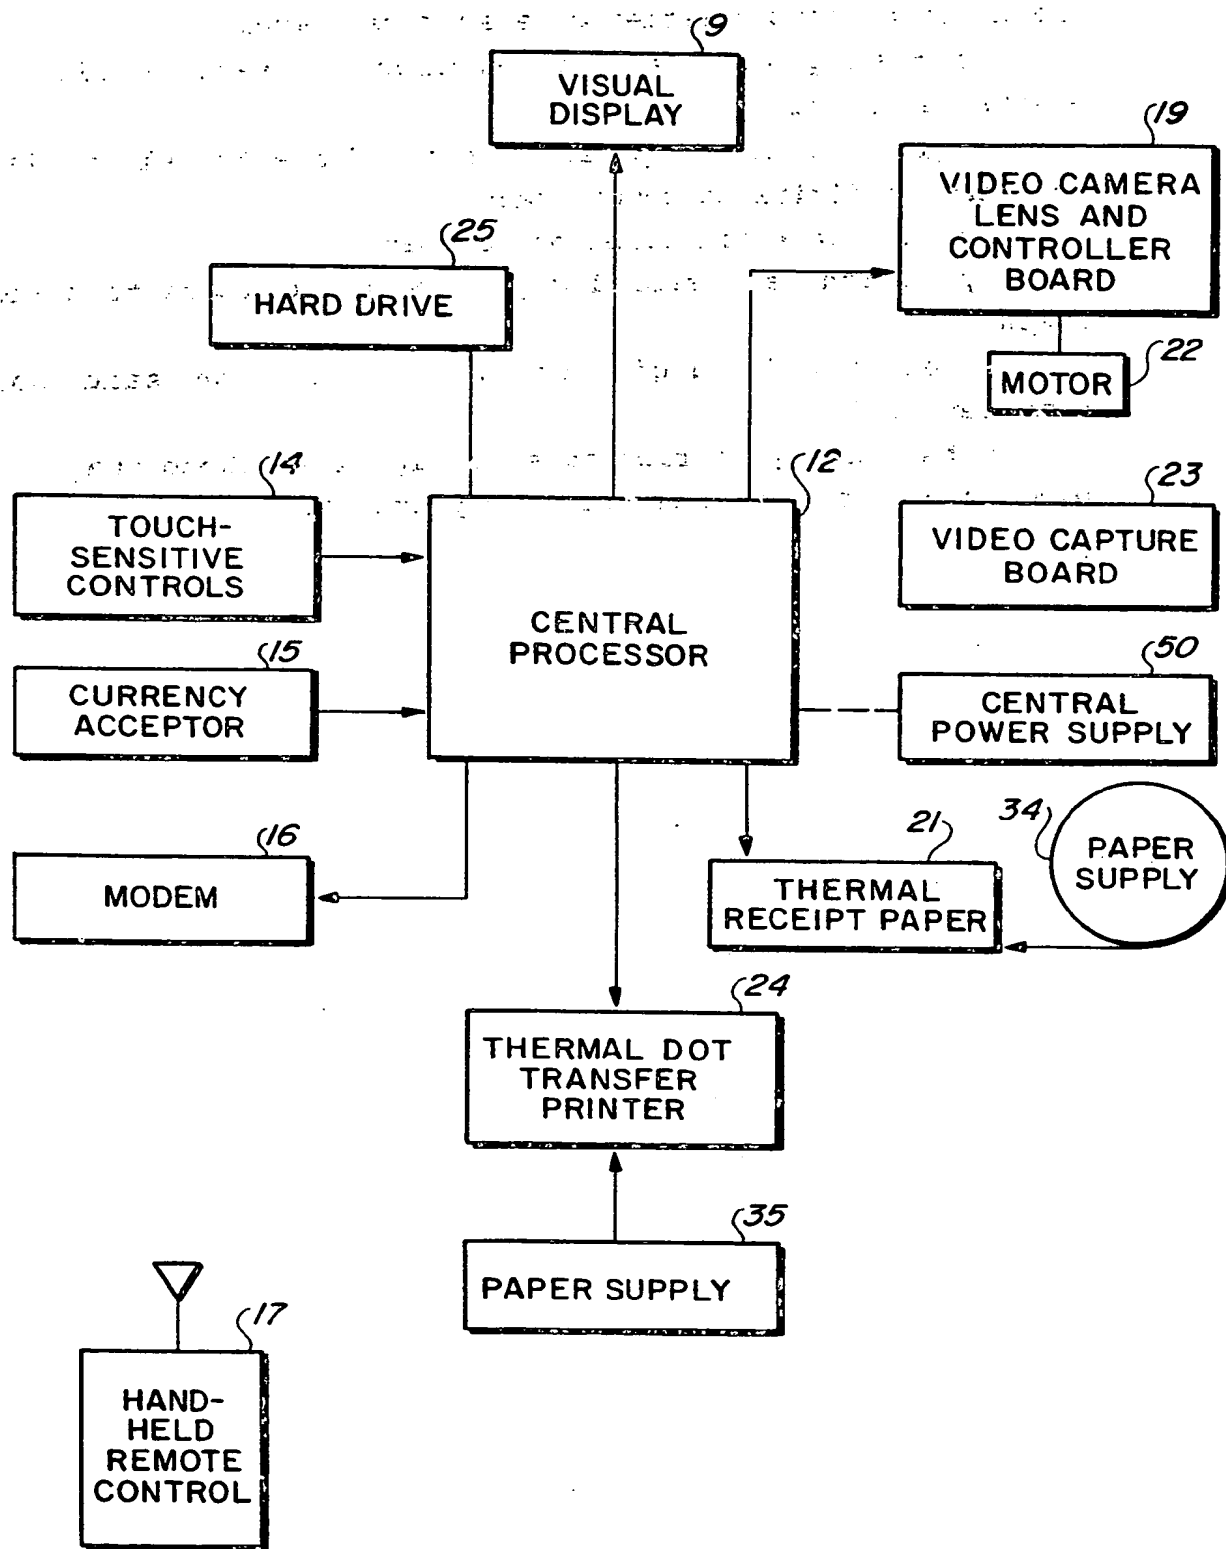 9
VISUAL
DISPLAY
19
VIDEO CAMERA
LENS AND
CONTROLLER
BOARD
25
HARD DRIVE
22
MOTOR
14
TOUCH-
SENSITIVE
CONTROLS
12
CENTRAL
PROCESSOR
23
VIDEO CAPTURE
BOARD
15
CURRENCY
ACCEPTOR
50
CENTRAL
POWER SUPPLY
16
MODEM
21
THERMAL
RECEIPT PAPER
34
PAPER
SUPPLY
24
THERMAL DOT
TRANSFER
PRINTER
35
PAPER SUPPLY
17
HAND-
HELD
REMOTE
CONTROL